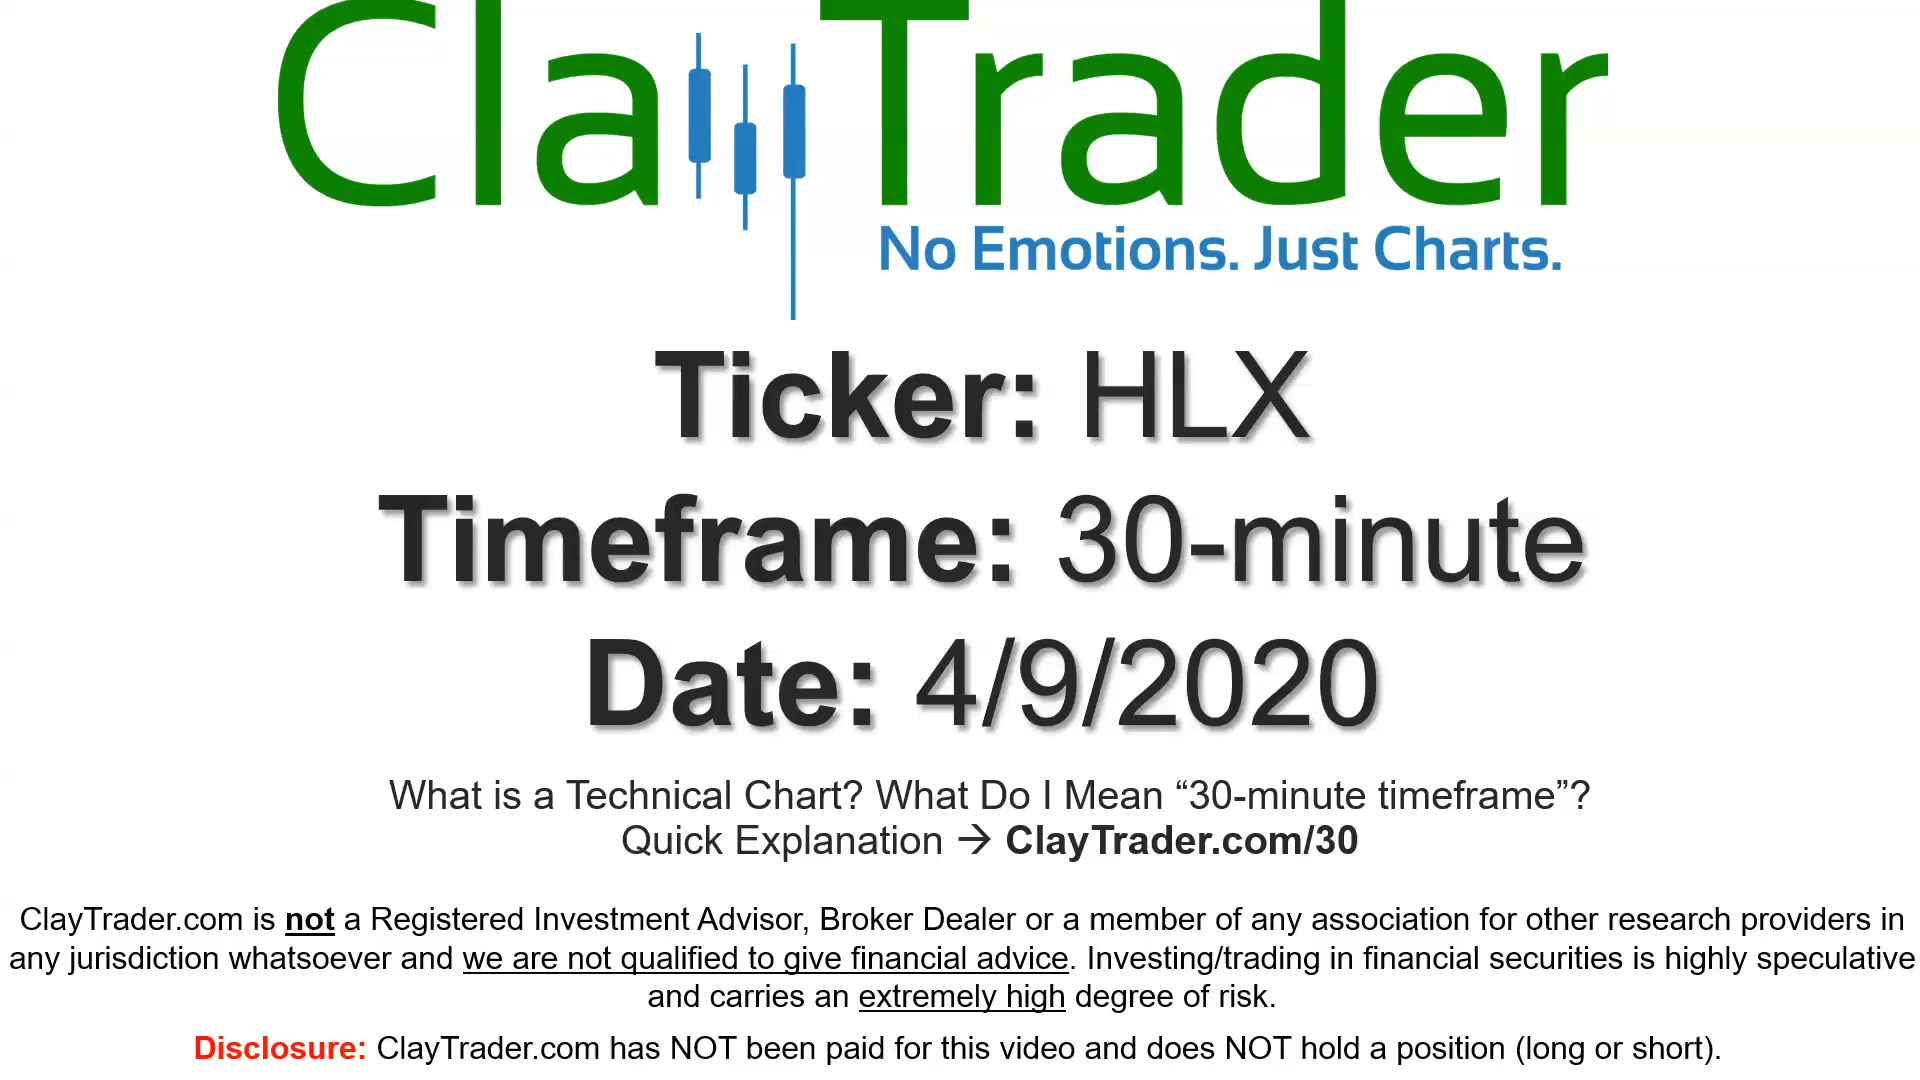 ClayTrader
No Emotions. Just Charts.
Ticker: HLX
Timeframe: 30-minute
Date: 4/9/2020
What is a Technical Chart? What Do I Mean “30-minute timeframe”?
Quick Explanation → ClayTrader.com/30
ClayTrader.com is not a Registered Investment Advisor, Broker Dealer or a member of any association for other research providers in
any jurisdiction whatsoever and we are not qualified to give financial advice. Investing/trading in financial securities is highly speculative
and carries an extremely high degree of risk.
Disclosure: ClayTrader.com has NOT been paid for this video and does NOT hold a position (long or short).